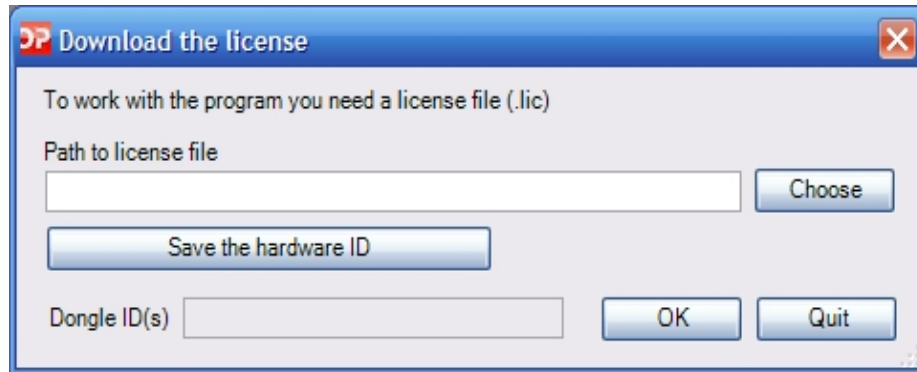 DP Download the license
To work with the program you need a license file (.lic)
Path to license file
Choose
Save the hardware ID
Dongle ID(s)
OK
Quit